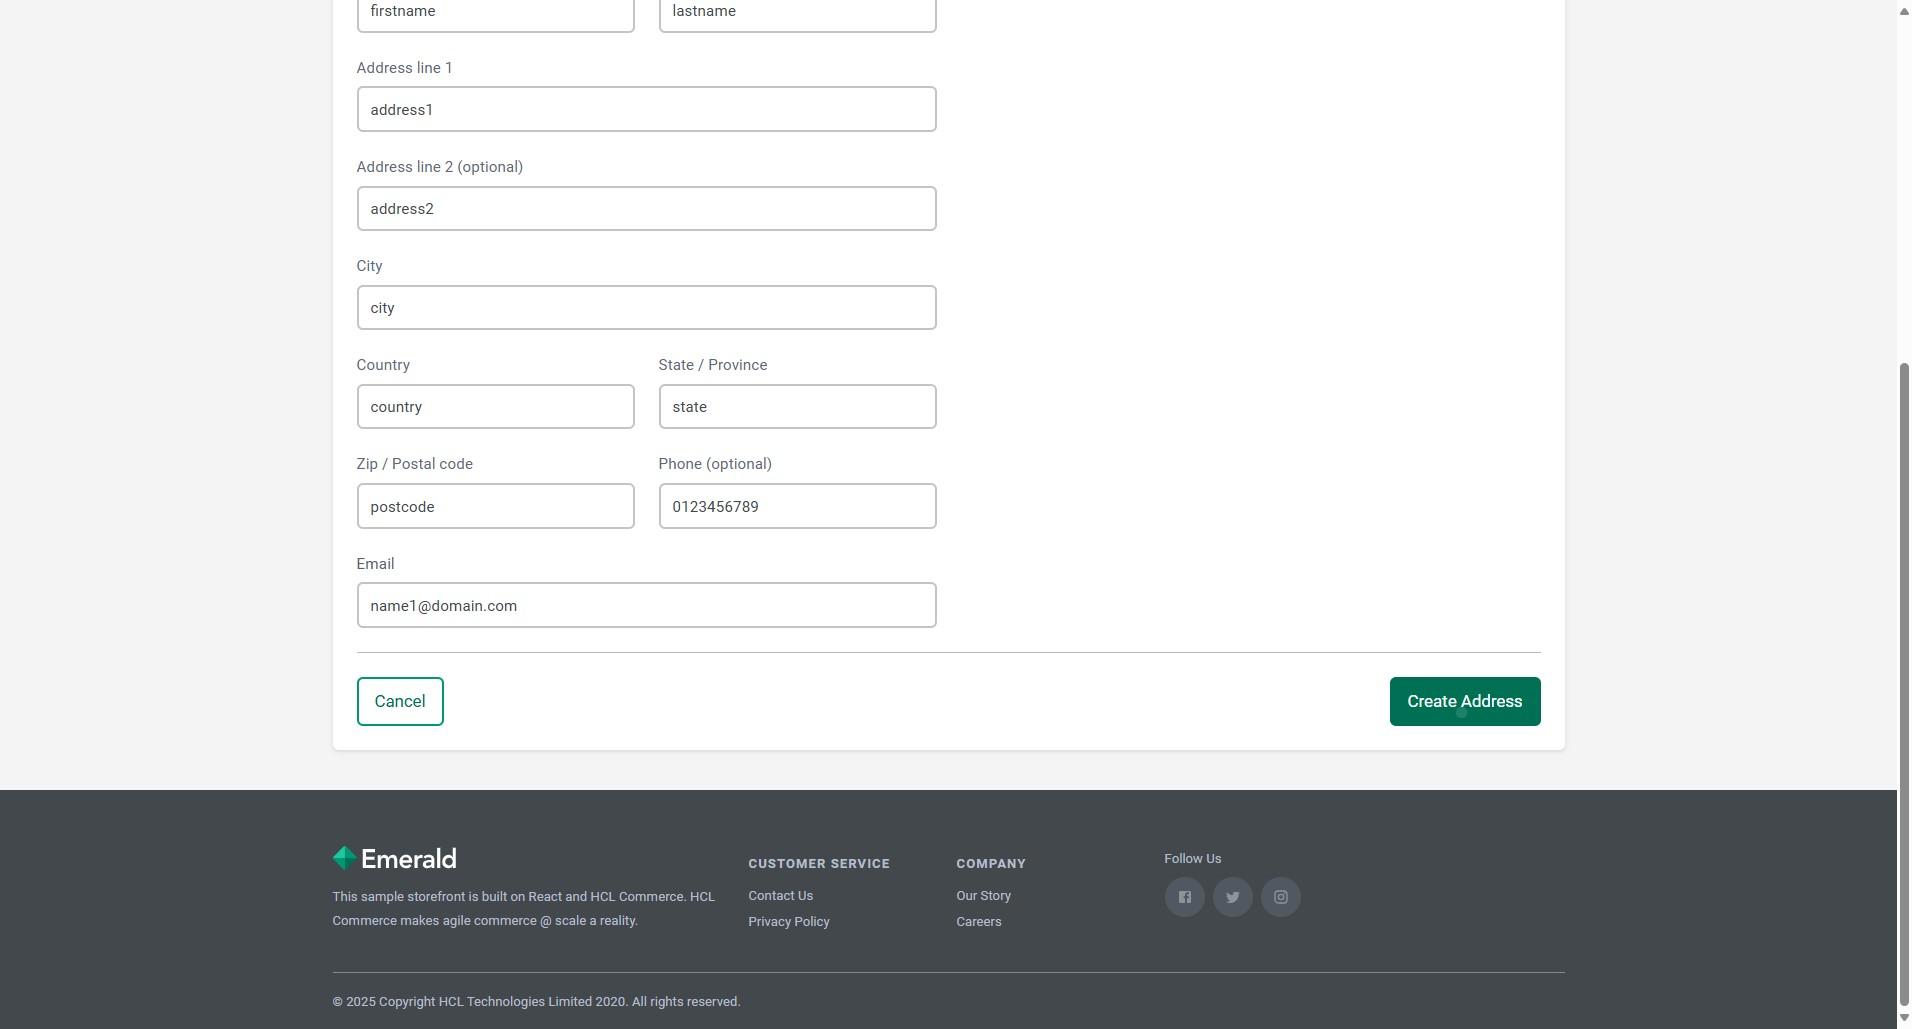 firstname
lastname
Address line 1
address1
Address line 2 (optional)
address2
City
city
Country
State / Province
country
state
Zip / Postal code
Phone (optional)
postcode
0123456789
Email
name1@domain.com
Cancel
Create Address
Emerald
This sample storefront is built on React and HCL Commerce. HCL
Commerce makes agile commerce @ scale a reality.
CUSTOMER SERVICE
Contact Us
Privacy Policy
COMPANY
Our Story
Careers
Follow Us
© 2025 Copyright HCL Technologies Limited 2020. All rights reserved.